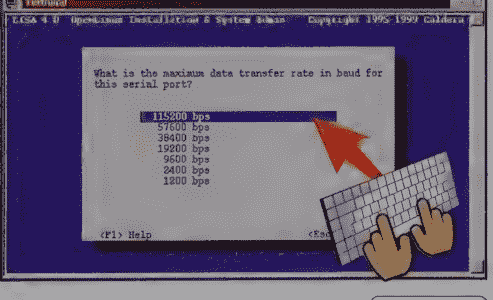 LISA 4 0 OpenLinux Installation & System Admin Copyright 1995-1999 Caldera
What is the maximum data transfer rate in baud for
this serial port?
115200 bps
57600 bps
38400 bps
19200 bps
9600 bps
2400 bps
1200 bps
<F1> Help
<Esc